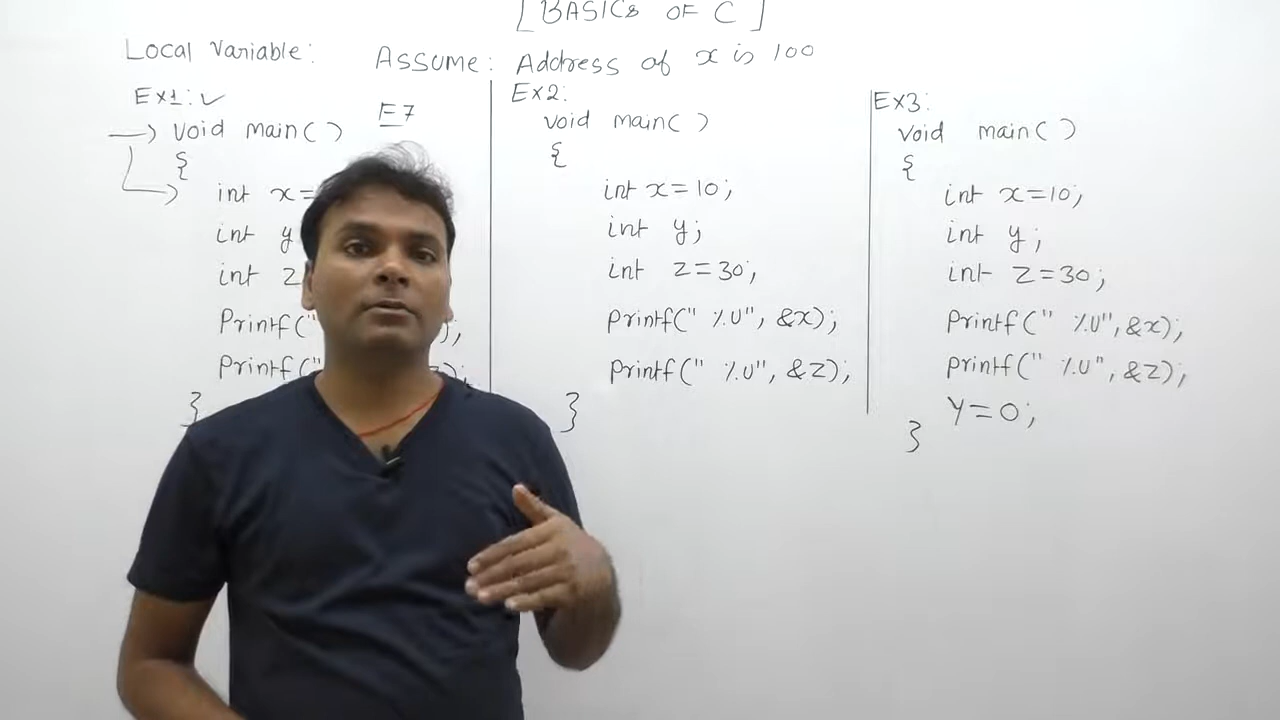 [BASICS OF C]
Local Variable:
Assume: Address of x is 100
Ex1: ✓
F7
void main( )
{
int x=
int y
int z
Printf("
);
Printf("
);
}
Ex2:
void main( )
{
int x=10;
int y;
int z=30;
Printf(" %u", &x);
Printf(" %u", &z);
}
Ex3:
void main( )
{
int x=10;
int y;
int z=30;
Printf(" %u", &x);
Printf(" %u", &z);
Y=0;
}